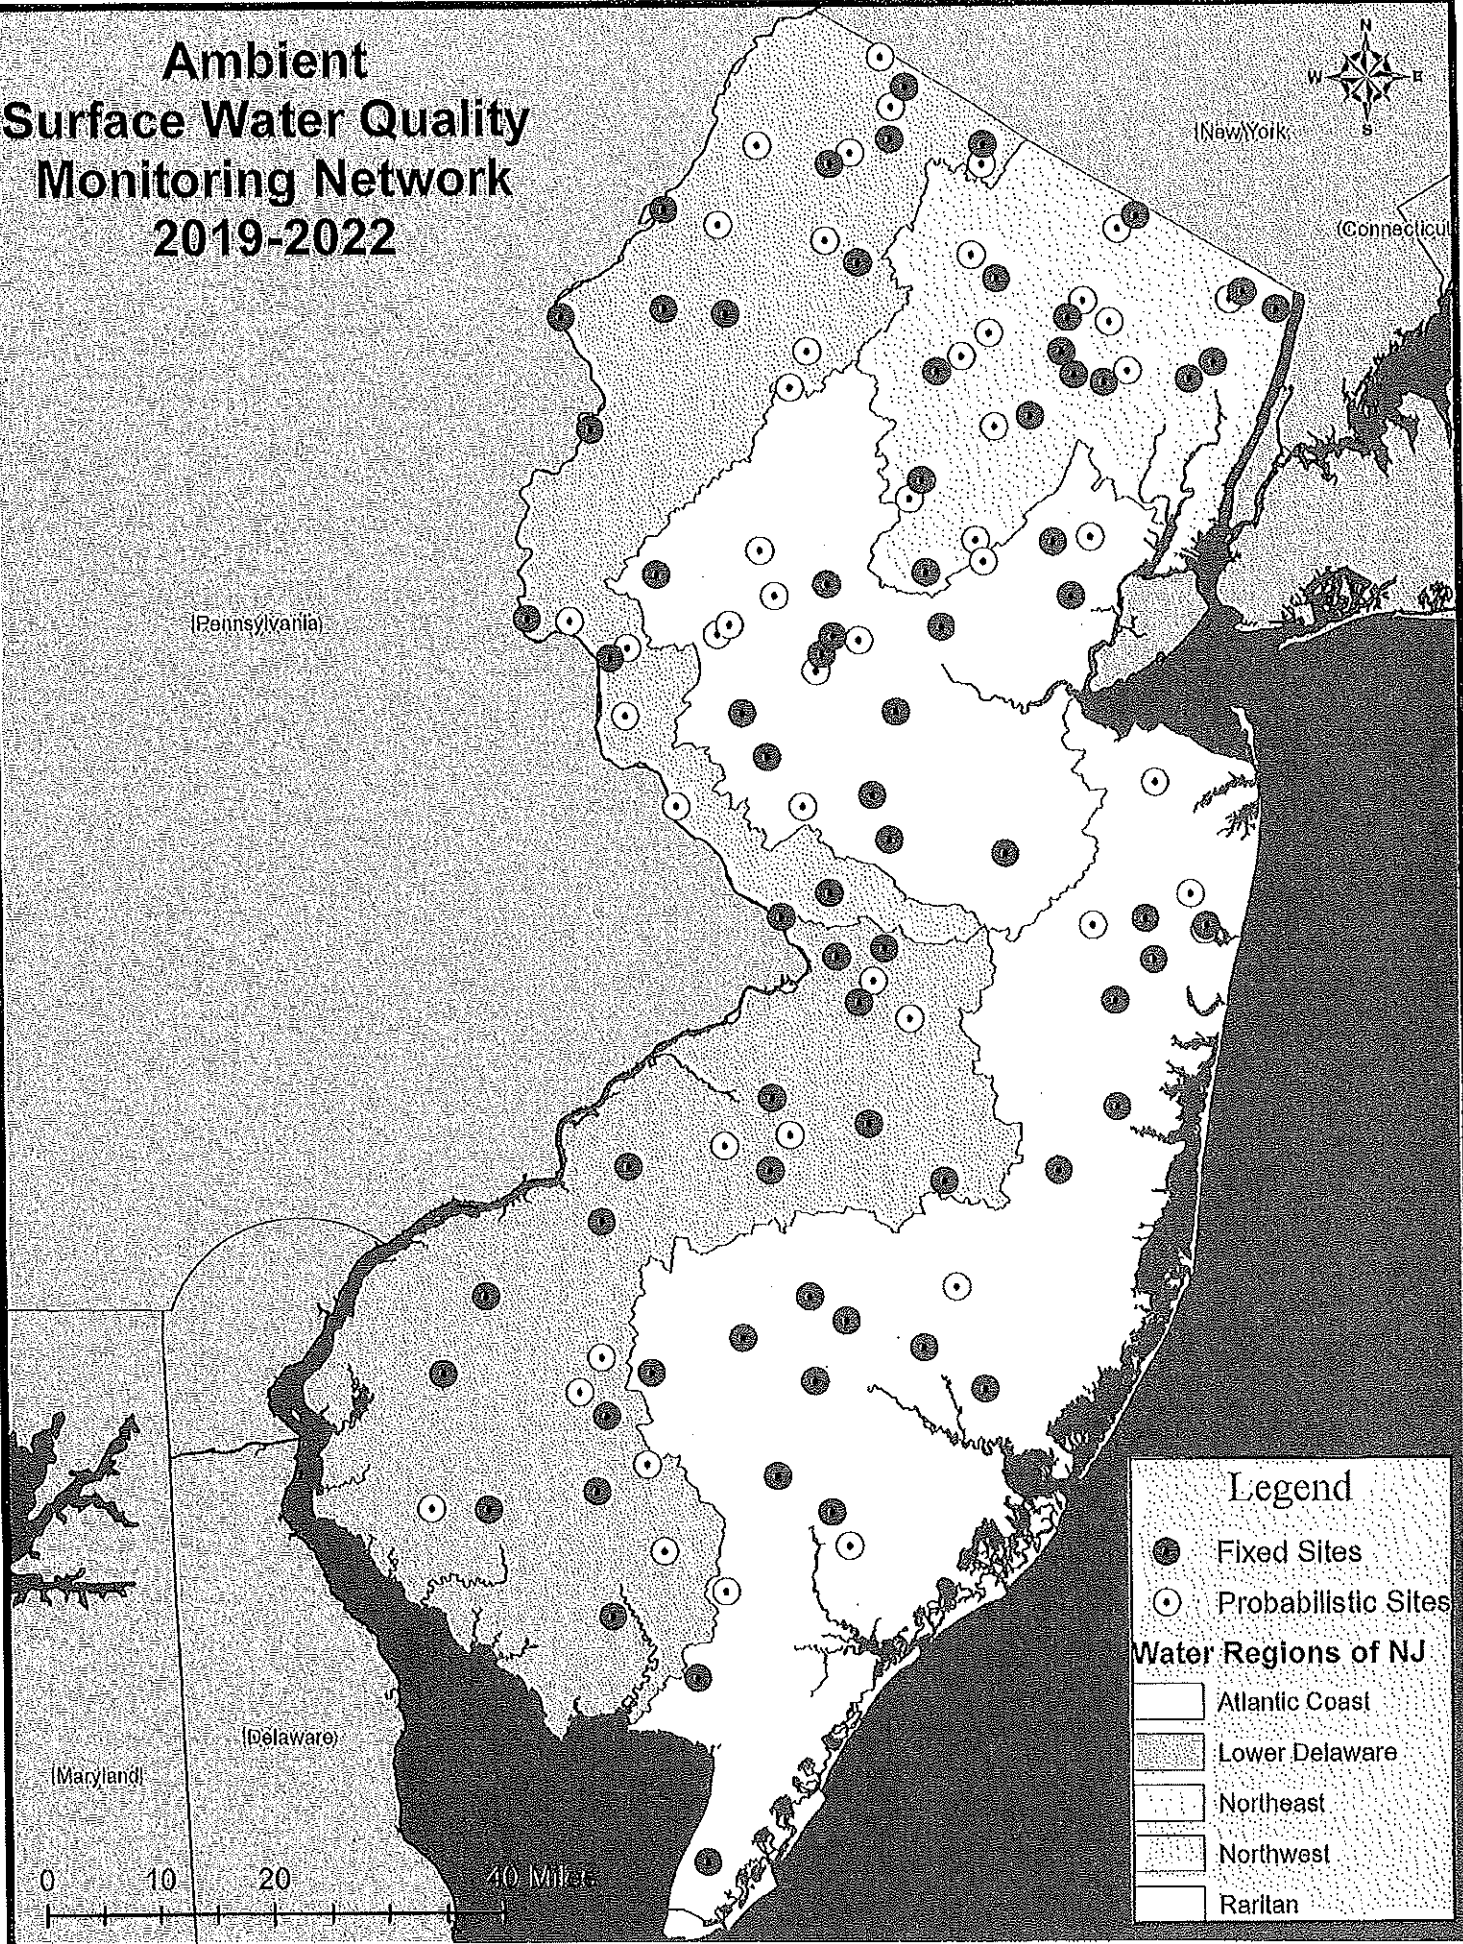 Ambient
Surface Water Quality
Monitoring Network
2019-2022
N
W E
S
(New York)
(Connecticut
(Pennsylvania)
(Delaware)
(Maryland)
0 10 20 40 Miles
Legend
Fixed Sites
Probabilistic Sites
Water Regions of NJ
Atlantic Coast
Lower Delaware
Northeast
Northwest
Raritan